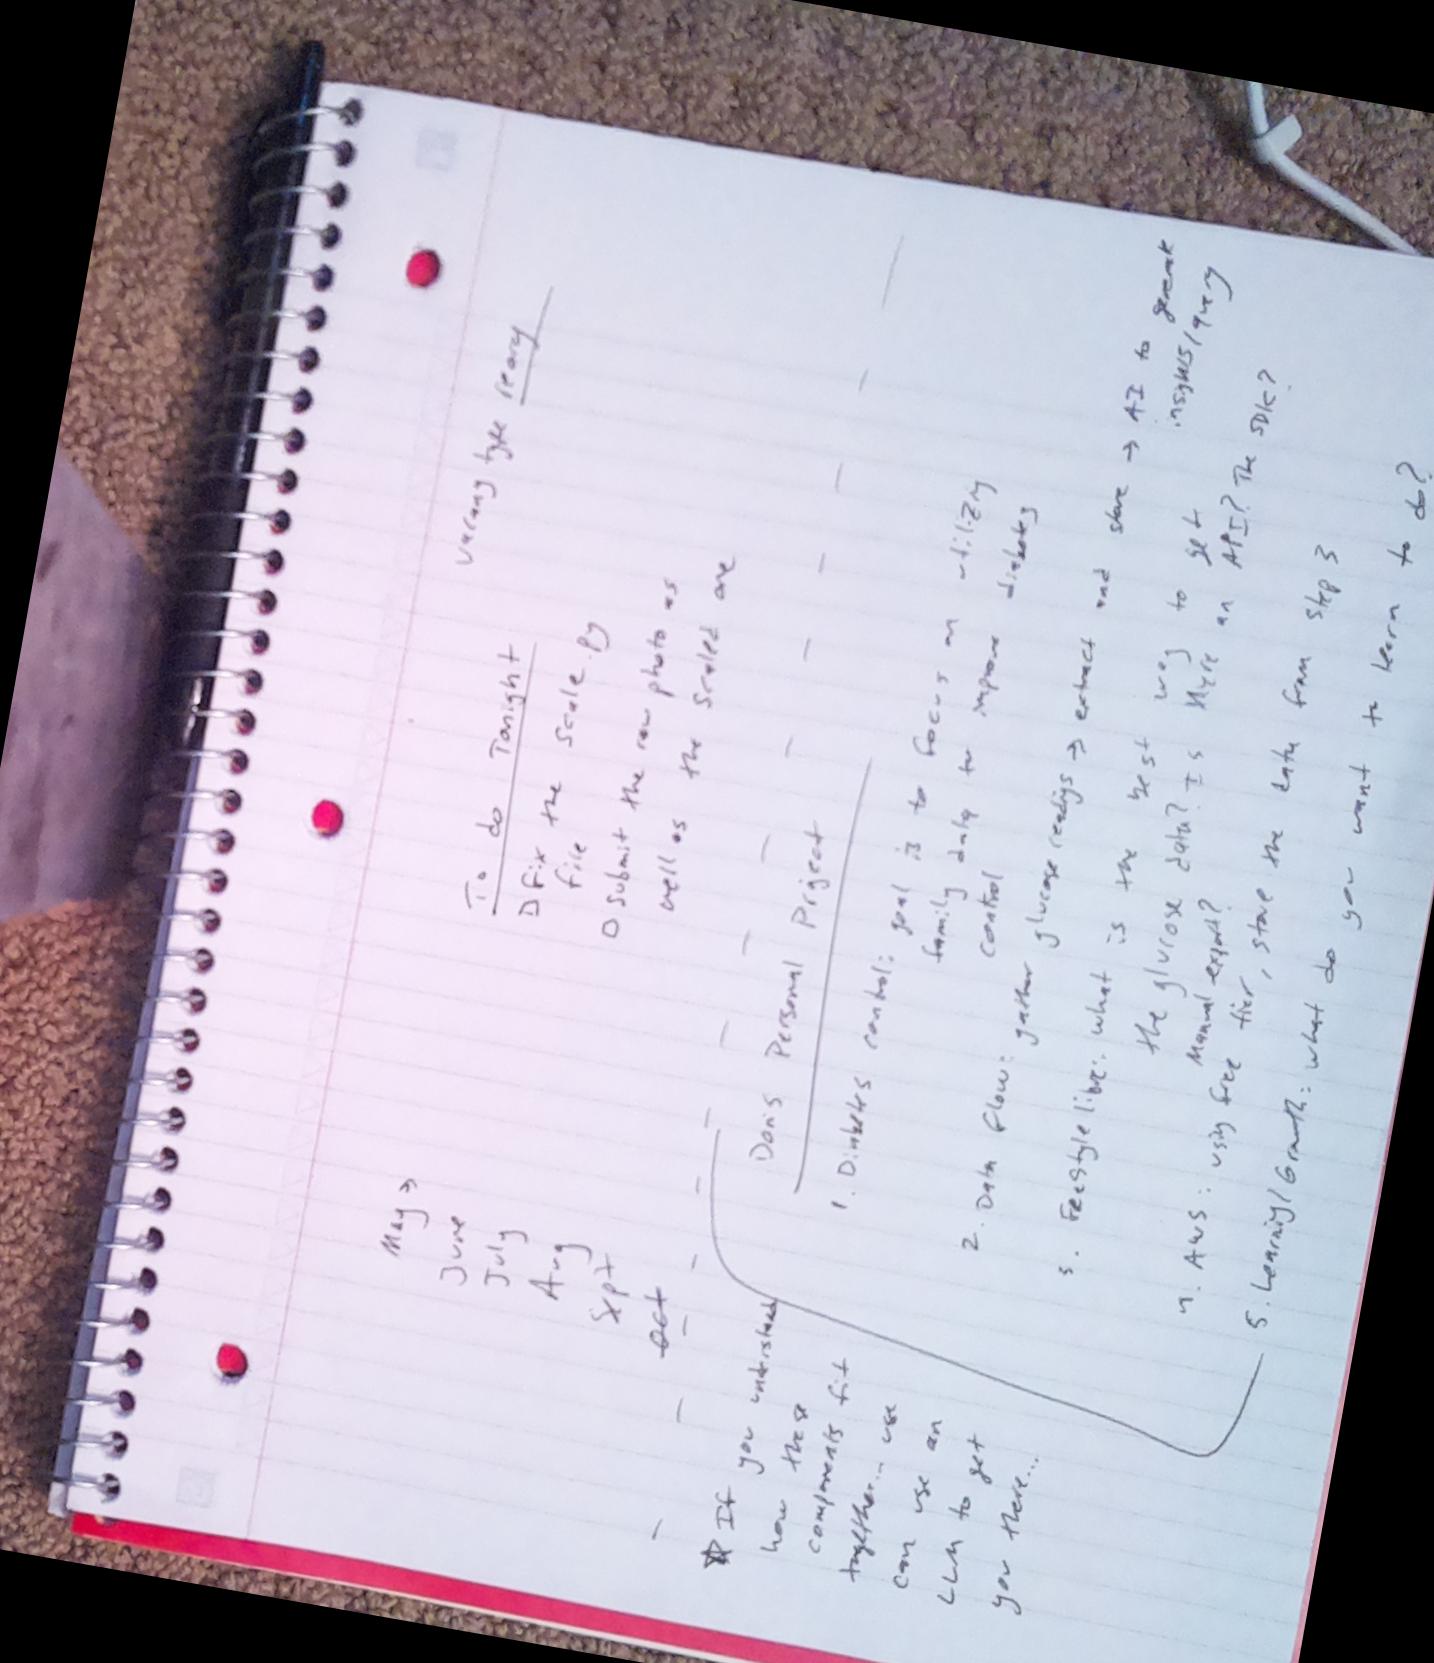 May →
June
July
Aug
Sept
Oct
varany type
To do Tonight
Fix the scale.py
file
Submit the raw photo as
well as the scaled one
Dan's Personal Project
1. Diabetes control: goal is to focus on utilizing
family data to improve diabetes
control
2. Data flow: gather glucose readings → extract and store → AI to generate
insights/query
3. FreeStyle libre: what is the best way to get
the glucose data? Is there an API? The SDK?
Manual export?
4. AWS: using free tier, store the data from step 3
5. Learning/Growth: what do you want to learn to do?
☆ If you understand
how these
components fit
together... use
can use an
LLM to get
you there...